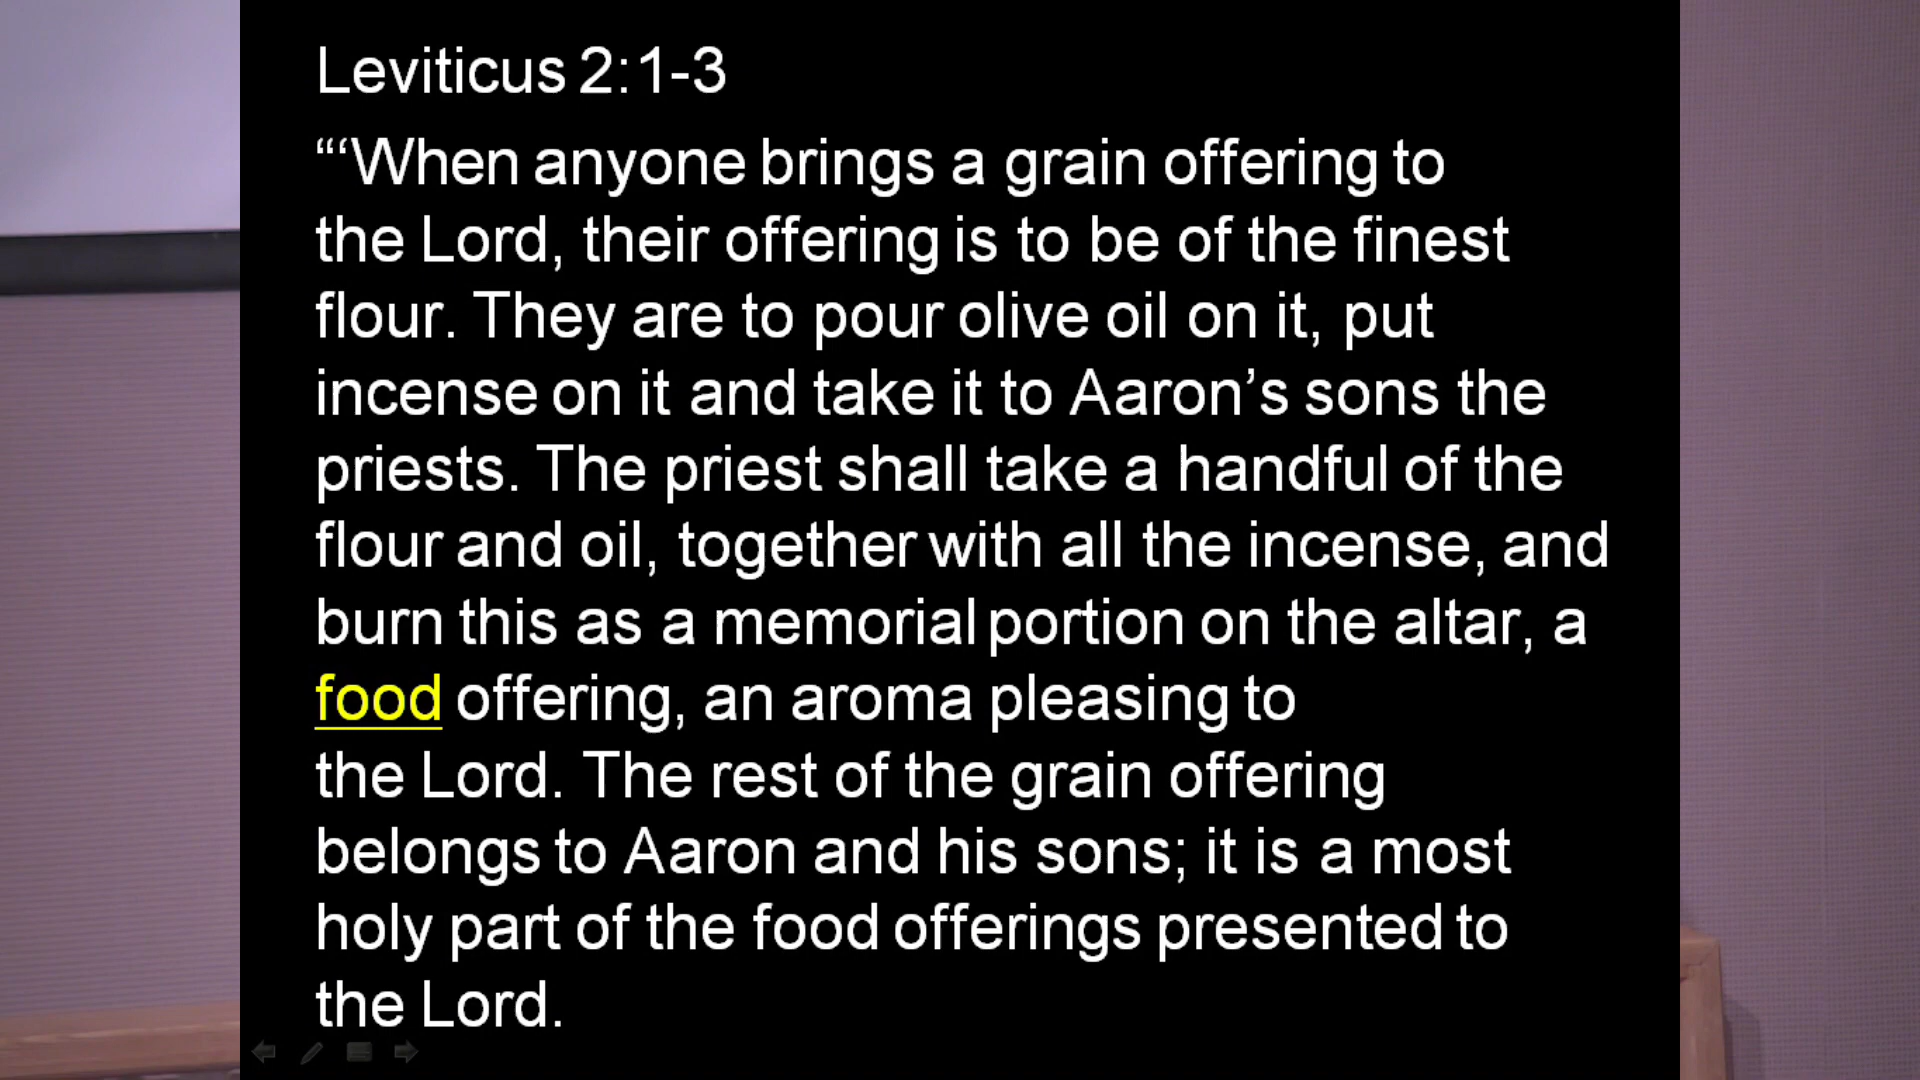 Leviticus 2:1-3
“‘When anyone brings a grain offering to
the Lord, their offering is to be of the finest
flour. They are to pour olive oil on it, put
incense on it and take it to Aaron’s sons the
priests. The priest shall take a handful of the
flour and oil, together with all the incense, and
burn this as a memorial portion on the altar, a
food offering, an aroma pleasing to
the Lord. The rest of the grain offering
belongs to Aaron and his sons; it is a most
holy part of the food offerings presented to
the Lord.